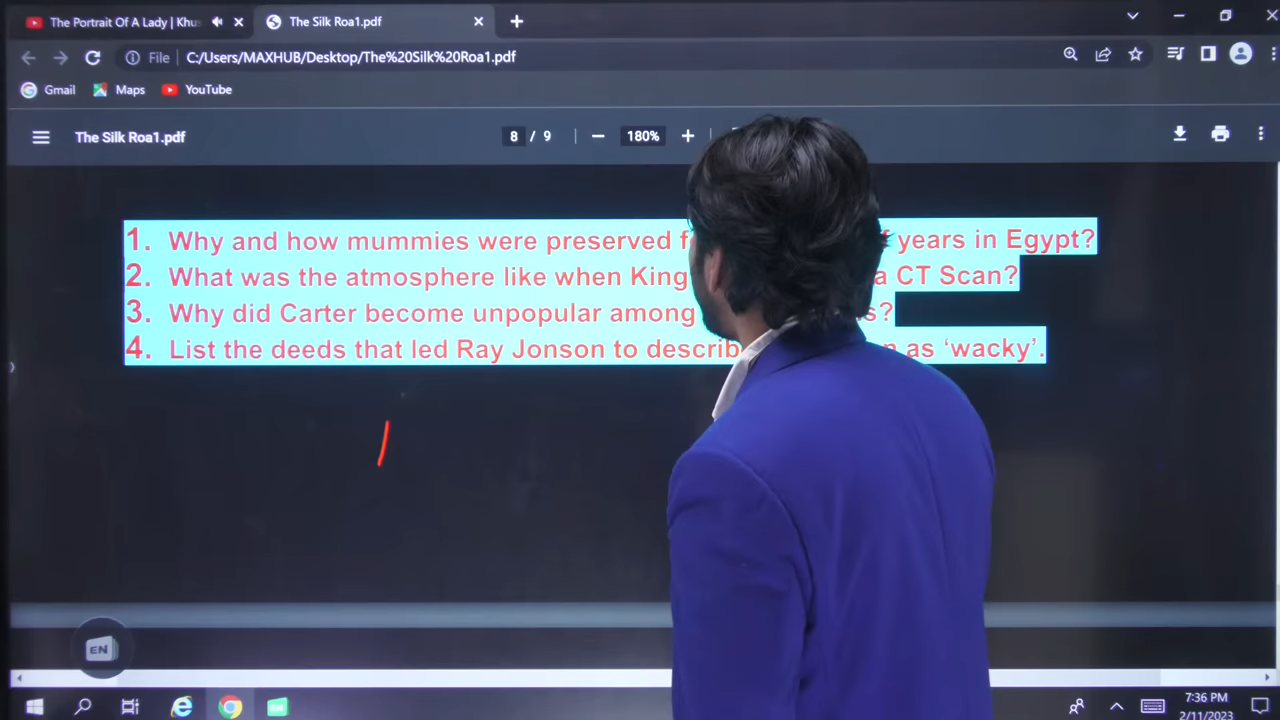 The Portrait Of A Lady | Khus
The Silk Roa1.pdf
File C:/Users/MAXHUB/Desktop/The%20Silk%20Roa1.pdf
Gmail Maps YouTube
The Silk Roa1.pdf 8 / 9 180%
1. Why and how mummies were preserved years in Egypt?
2. What was the atmosphere like when King a CT Scan?
3. Why did Carter become unpopular among
4. List the deeds that led Ray Jonson to as ‘wacky’.
EN
7:36 PM
2/11/2023